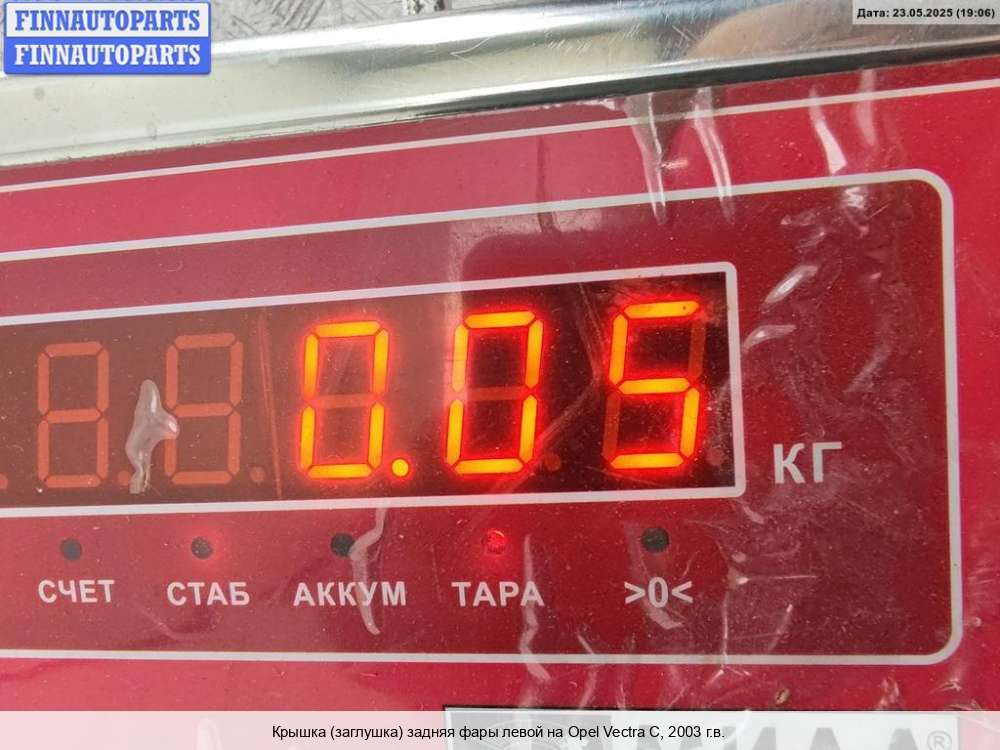 FINNAUTOPARTS
FINNAUTOPARTS
Дата: 23.05.2025 (19:06)
0.05
КГ
СЧЕТ СТАБ АККУМ ТАРА >0<
Крышка (заглушка) задняя фары левой на Opel Vectra C, 2003 г.в.